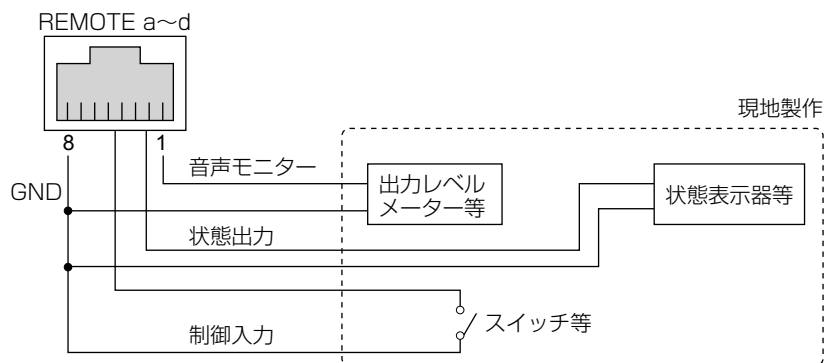 REMOTE a～d
8
1
現地製作
音声モニター
出力レベル
メーター等
状態表示器等
GND
状態出力
スイッチ等
制御入力